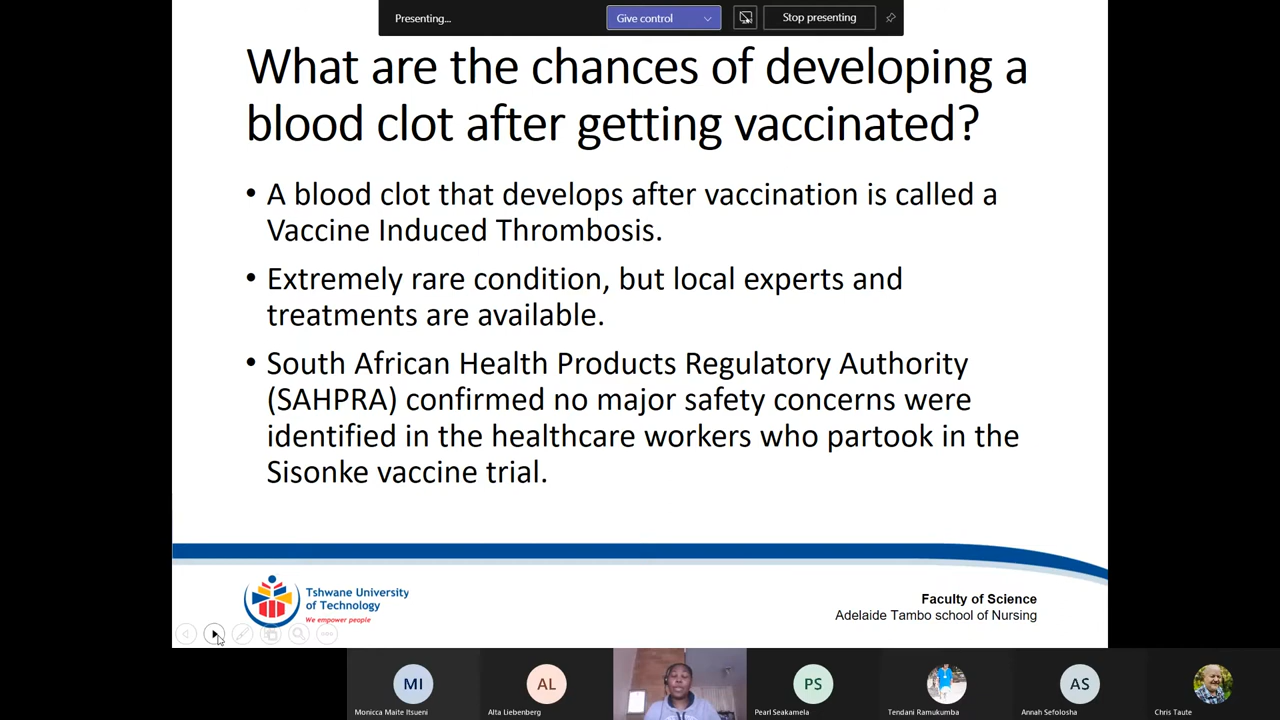 Presenting...
Give control
Stop presenting
What are the chances of developing a
blood clot after getting vaccinated?
• A blood clot that develops after vaccination is called a
Vaccine Induced Thrombosis.
• Extremely rare condition, but local experts and
treatments are available.
• South African Health Products Regulatory Authority
(SAHPRA) confirmed no major safety concerns were
identified in the healthcare workers who partook in the
Sisonke vaccine trial.
Tshwane University
of Technology
We empower people
Faculty of Science
Adelaide Tambo school of Nursing
MI
AL
PS
AS
Monicca Maite Itsueni
Alta Liebenberg
Pearl Seakamela
Tendani Ramukumba
Annah Sefolosha
Chris Taute